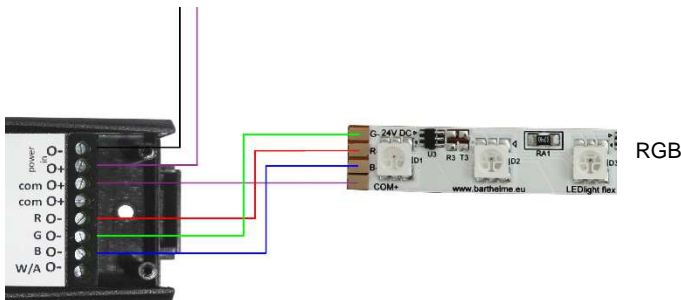 power in
O-
O+
com O+
com O+
R O-
G O-
B O-
W/A O-
G- 24V DC
R
B-
COM+
U3
R3
T3
D1
D2
RA1
D3
www.barthelme.eu
LEDlight flex
RGB